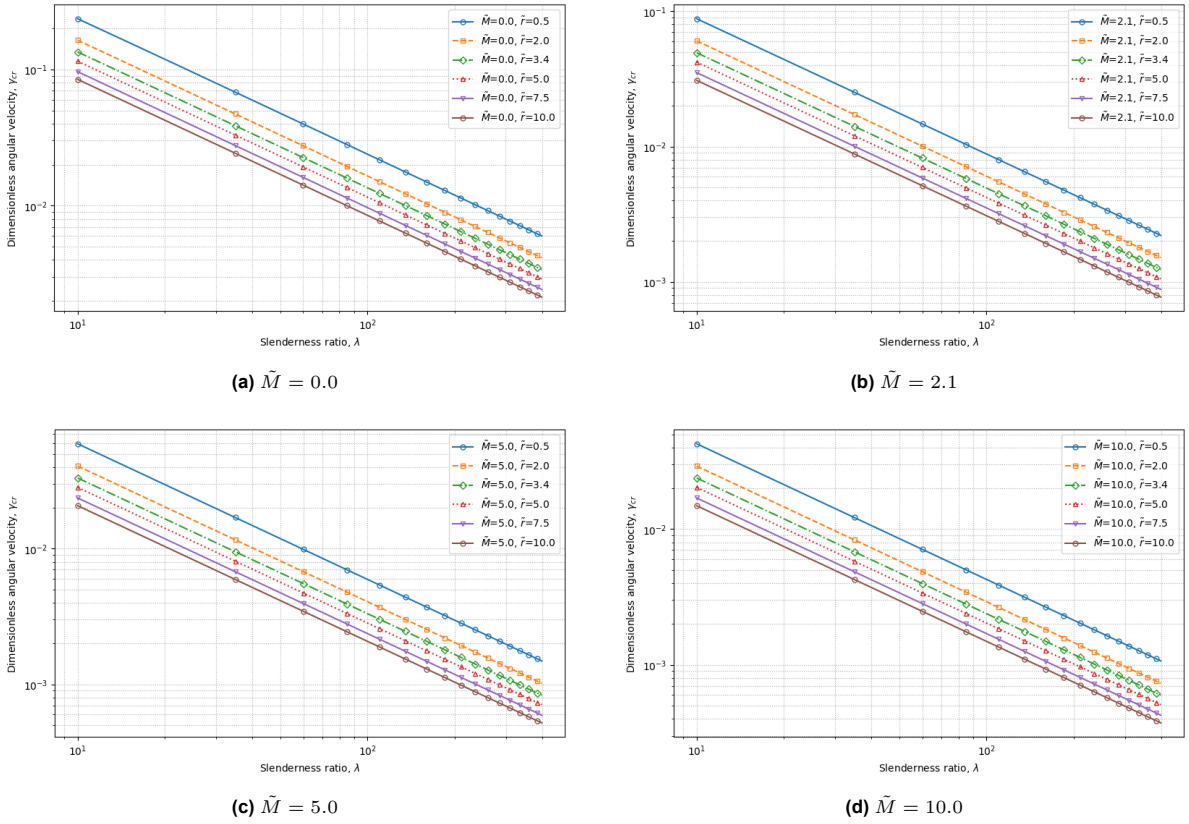 10⁻¹
10⁻²
10¹
10²
Dimensionless angular velocity, γcr
Slenderness ratio, λ
M̃=0.0, r̃=0.5
M̃=0.0, r̃=2.0
M̃=0.0, r̃=3.4
M̃=0.0, r̃=5.0
M̃=0.0, r̃=7.5
M̃=0.0, r̃=10.0
(a) M̃ = 0.0
10⁻¹
10⁻²
10⁻³
10¹
10²
Dimensionless angular velocity, γcr
Slenderness ratio, λ
M̃=2.1, r̃=0.5
M̃=2.1, r̃=2.0
M̃=2.1, r̃=3.4
M̃=2.1, r̃=5.0
M̃=2.1, r̃=7.5
M̃=2.1, r̃=10.0
(b) M̃ = 2.1
10⁻²
10⁻³
10¹
10²
Dimensionless angular velocity, γcr
Slenderness ratio, λ
M̃=5.0, r̃=0.5
M̃=5.0, r̃=2.0
M̃=5.0, r̃=3.4
M̃=5.0, r̃=5.0
M̃=5.0, r̃=7.5
M̃=5.0, r̃=10.0
(c) M̃ = 5.0
10⁻²
10⁻³
10¹
10²
Dimensionless angular velocity, γcr
Slenderness ratio, λ
M̃=10.0, r̃=0.5
M̃=10.0, r̃=2.0
M̃=10.0, r̃=3.4
M̃=10.0, r̃=5.0
M̃=10.0, r̃=7.5
M̃=10.0, r̃=10.0
(d) M̃ = 10.0